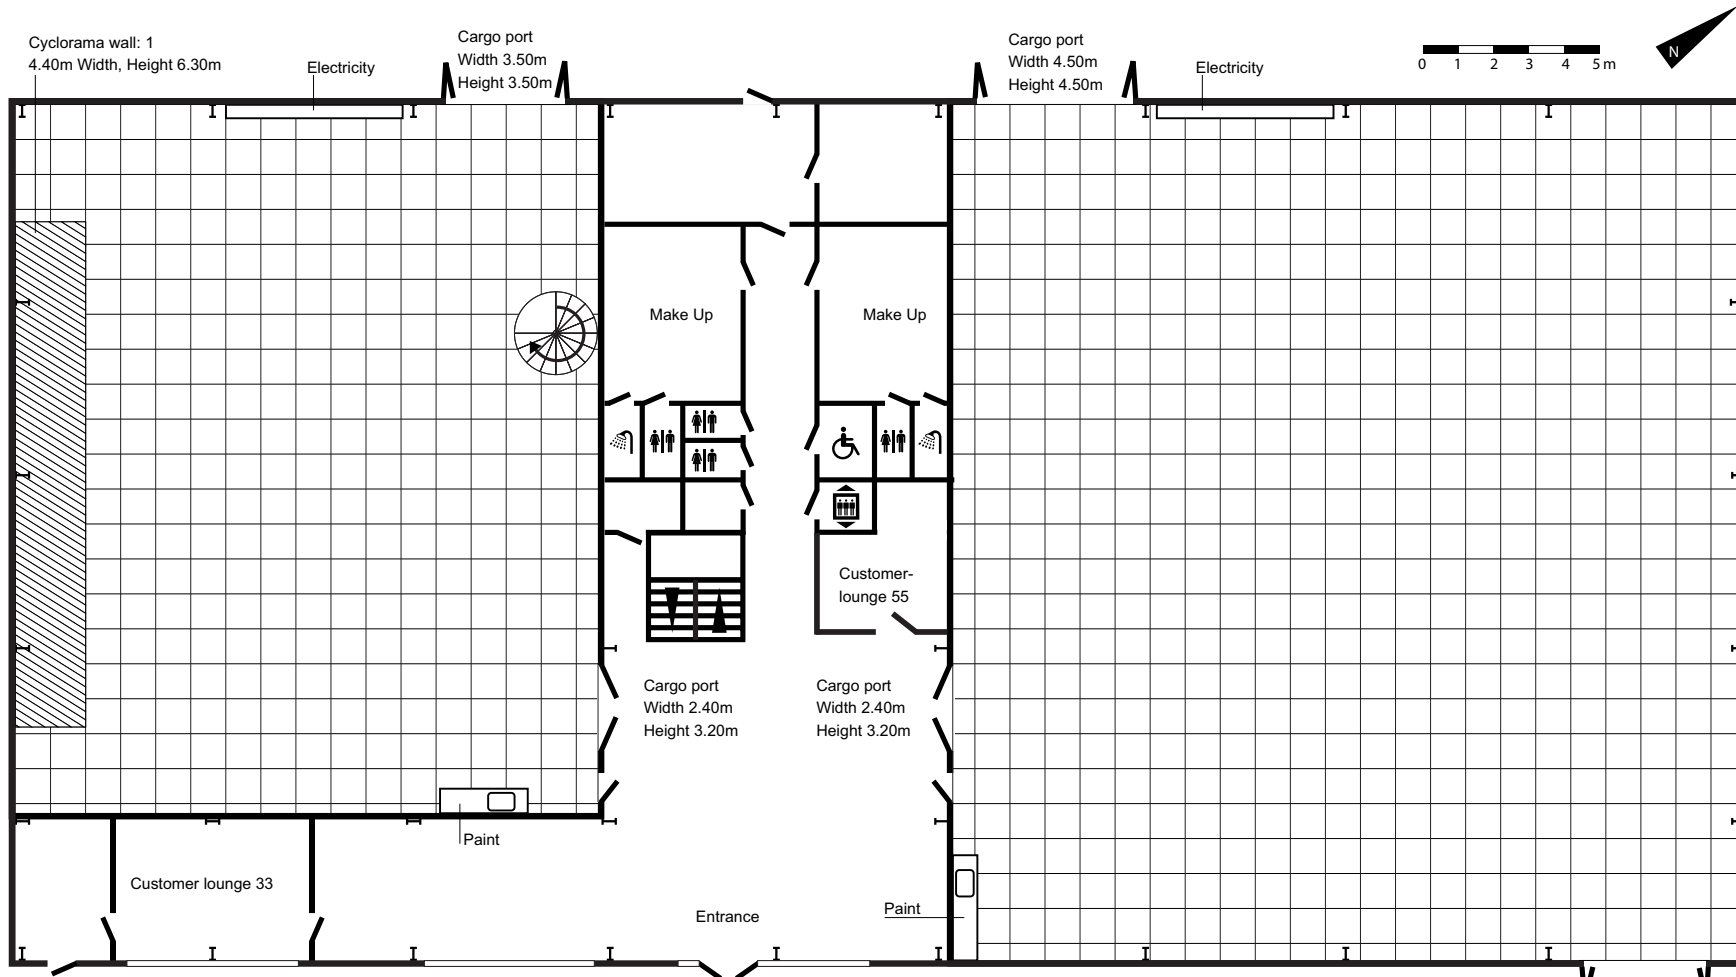 Cyclorama wall: 1
4.40m Width, Height 6.30m
Electricity
Cargo port
Width 3.50m
Height 3.50m
Cargo port
Width 4.50m
Height 4.50m
Electricity
0 1 2 3 4 5 m
N
Make Up
Make Up
Customer-
lounge 55
Cargo port
Width 2.40m
Height 3.20m
Cargo port
Width 2.40m
Height 3.20m
Paint
Customer lounge 33
Entrance
Paint